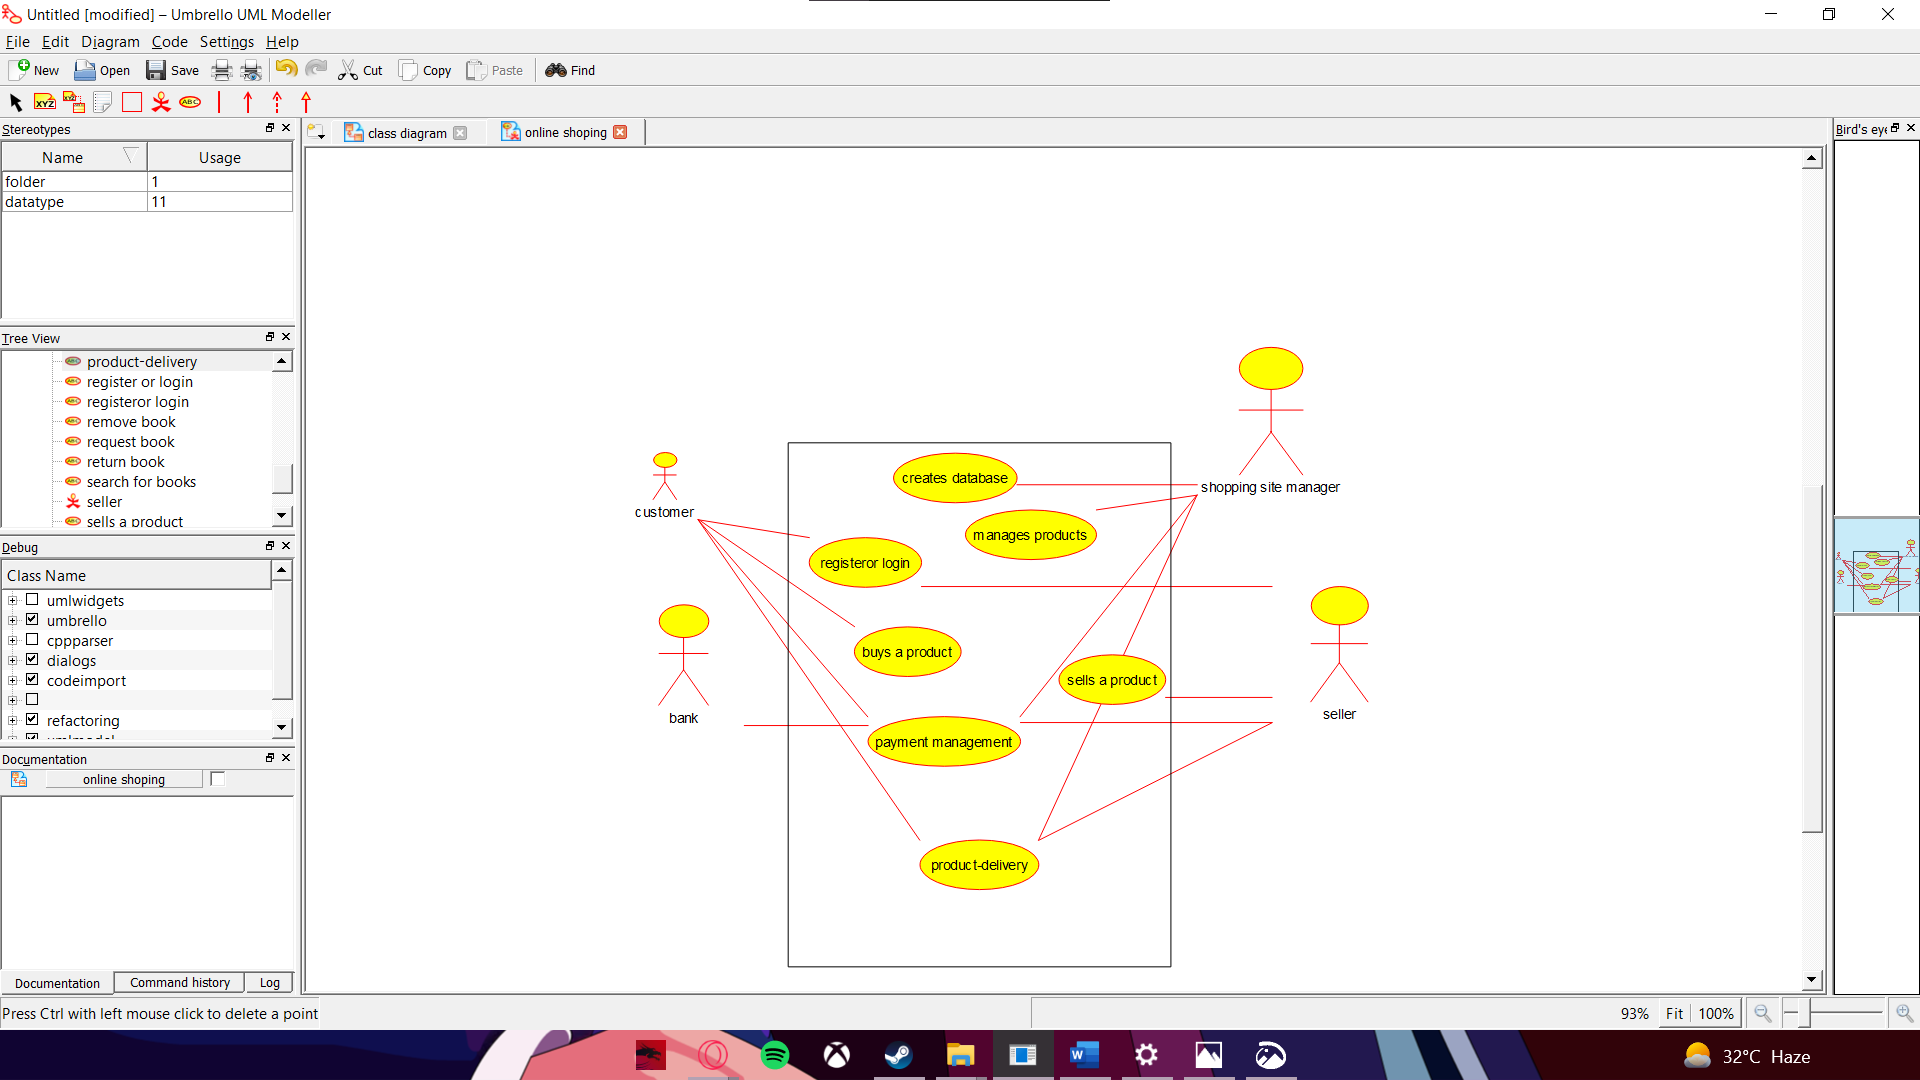 Untitled [modified] – Umbrello UML Modeller
File Edit Diagram Code Settings Help
New Open Save Cut Copy Paste Find
XYZ ABC
Stereotypes
Name Usage
folder 1
datatype 11
Tree View
product-delivery
register or login
registeror login
remove book
request book
return book
search for books
seller
sells a product
Debug
Class Name
umlwidgets
umbrello
cppparser
dialogs
codeimport
refactoring
umlmodel
Documentation
online shoping
Documentation Command history Log
Press Ctrl with left mouse click to delete a point
class diagram online shoping
Bird's eye
customer
bank
shopping site manager
seller
creates database
manages products
registeror login
buys a product
sells a product
payment management
product-delivery
93% Fit 100%
32°C Haze